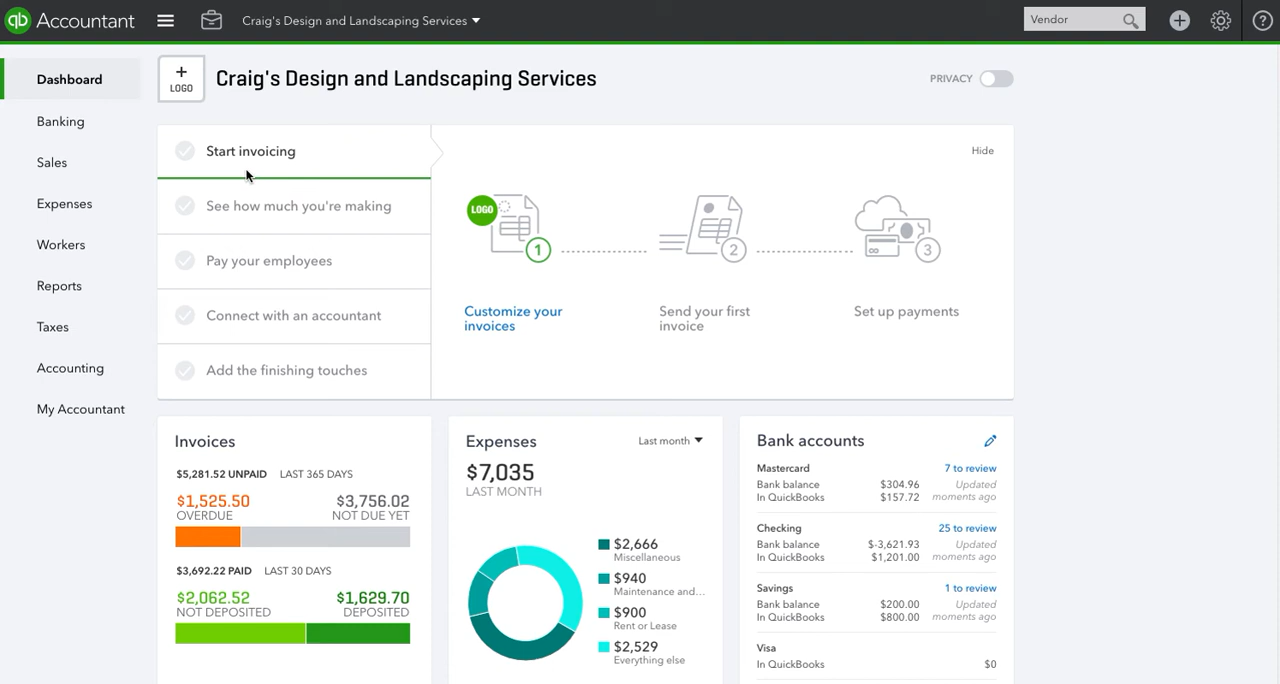 qb Accountant
Craig's Design and Landscaping Services
Vendor
?
Dashboard
Banking
Sales
Expenses
Workers
Reports
Taxes
Accounting
My Accountant
+
LOGO
Craig's Design and Landscaping Services
PRIVACY
Start invoicing
See how much you're making
Pay your employees
Connect with an accountant
Add the finishing touches
Hide
LOGO
1
2
3
Customize your
invoices
Send your first
invoice
Set up payments
Invoices
$5,281.52 UNPAID LAST 365 DAYS
$1,525.50 $3,756.02
OVERDUE NOT DUE YET
$3,692.22 PAID LAST 30 DAYS
$2,062.52 $1,629.70
NOT DEPOSITED DEPOSITED
Expenses Last month
$7,035
LAST MONTH
$2,666
Miscellaneous
$940
Maintenance and...
$900
Rent or Lease
$2,529
Everything else
Bank accounts
Mastercard 7 to review
Bank balance $304.96 Updated
In QuickBooks $157.72 moments ago
Checking 25 to review
Bank balance $-3,621.93 Updated
In QuickBooks $1,201.00 moments ago
Savings 1 to review
Bank balance $200.00 Updated
In QuickBooks $800.00 moments ago
Visa
In QuickBooks $0